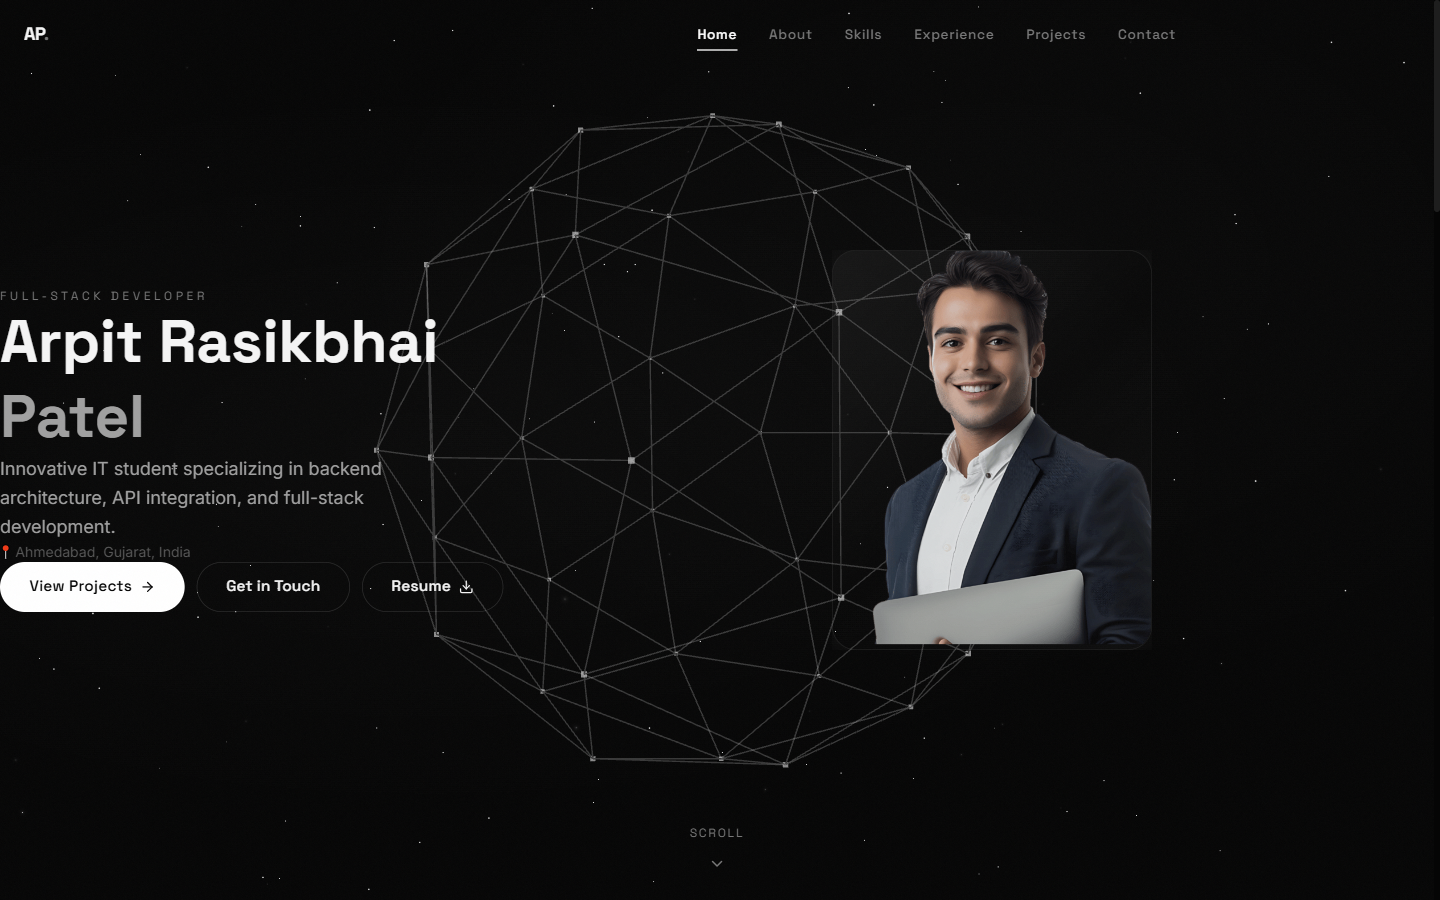 AP.
Home
About
Skills
Experience
Projects
Contact
FULL-STACK DEVELOPER
Arpit Rasikbhai
Patel
Innovative IT student specializing in backend
architecture, API integration, and full-stack
development.
📍 Ahmedabad, Gujarat, India
View Projects →
Get in Touch
Resume
SCROLL